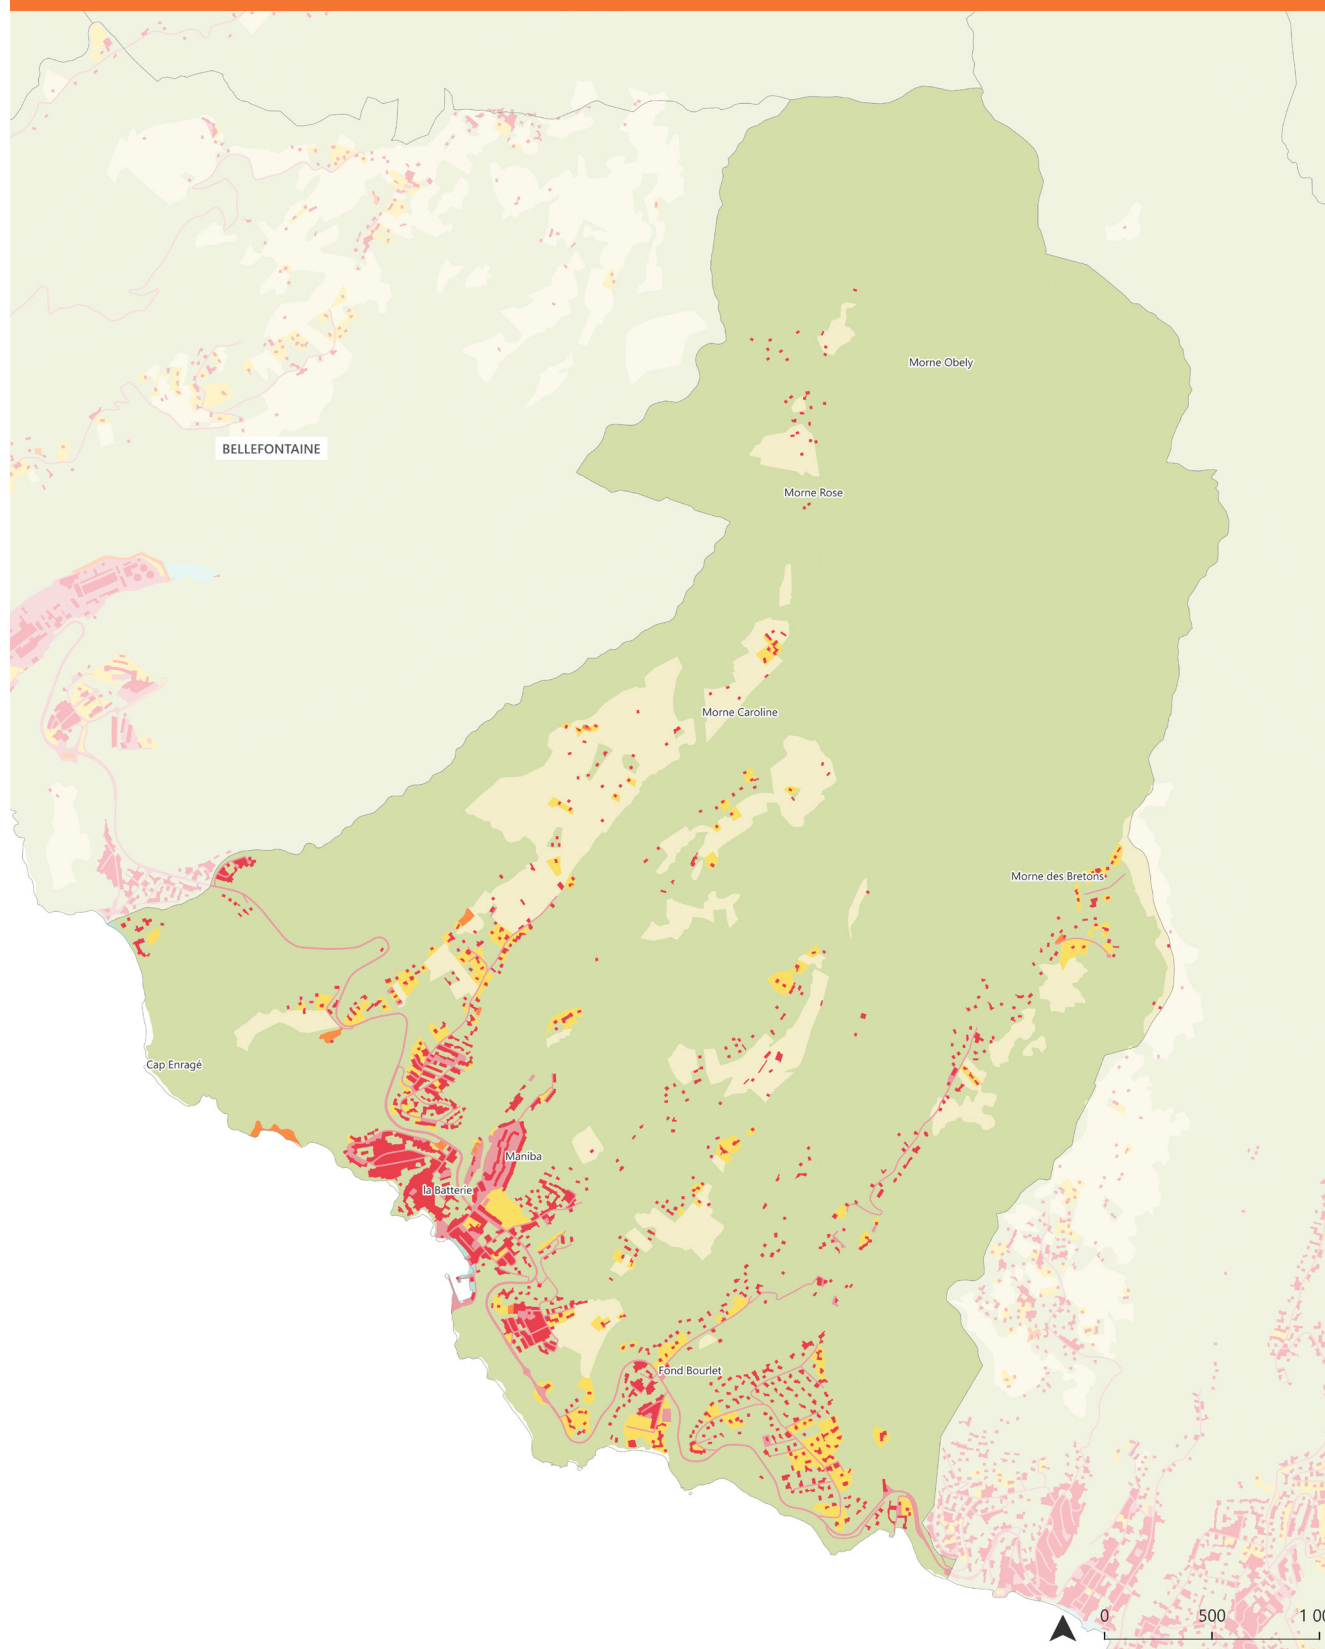 Morne Obely
BELLEFONTAINE
Morne Rose
Morne Caroline
Morne des Bretons
Cap Enragé
Maniba
la Batterie
Fond Bourlet
0 500